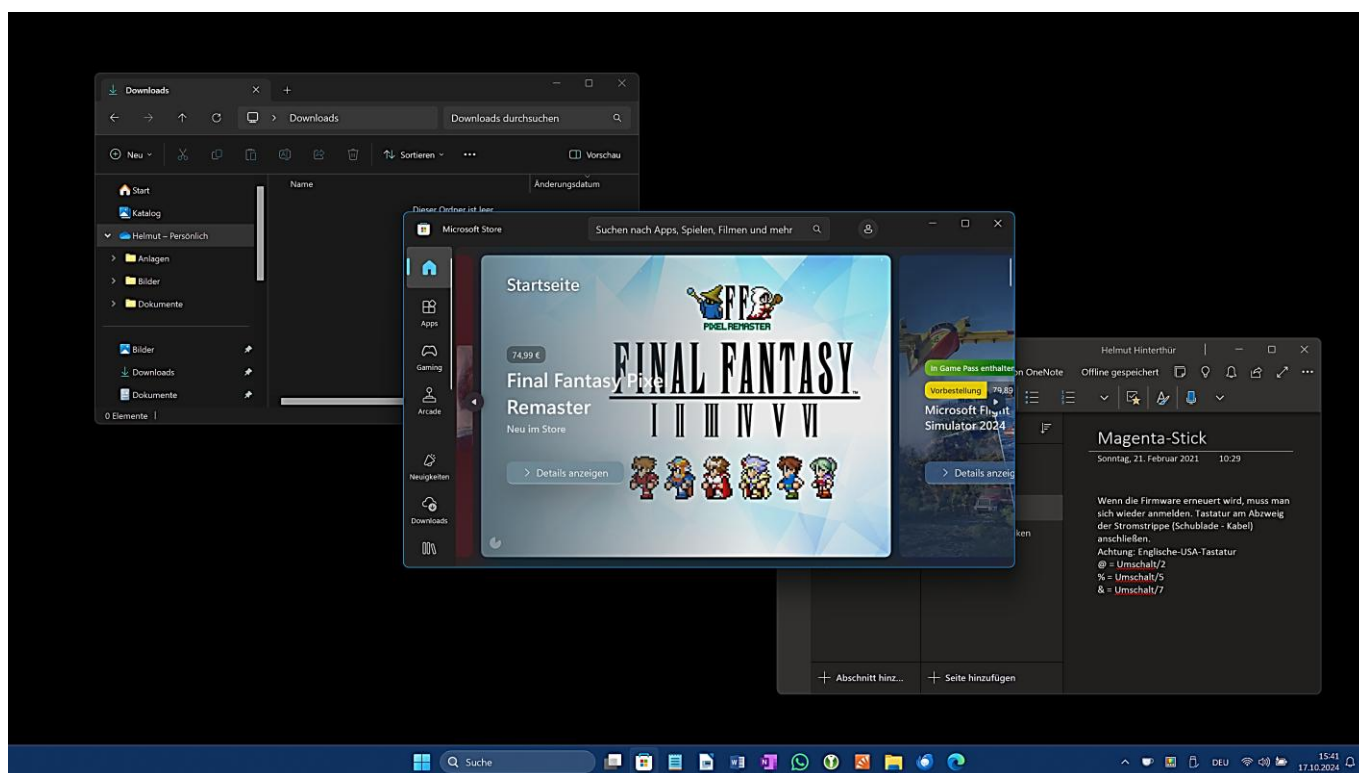 Downloads
Downloads
Downloads durchsuchen
Neu
Sortieren
Vorschau
Name
Änderungsdatum
Dieser Ordner ist leer.
Start
Katalog
Helmut – Persönlich
Anlagen
Bilder
Dokumente
Bilder
Downloads
Dokumente
0 Elemente
Microsoft Store
Suchen nach Apps, Spielen, Filmen und mehr
Apps
Gaming
Arcade
Neuigkeiten
Downloads
Startseite
74,99 €
Final Fantasy Pixe
Remaster
Neu im Store
Details anzeigen
FF
PIXEL REMASTER
FINAL FANTASY
I II III IV V VI
In Game Pass enthalten
Vorbestellung
79,89
Microsoft Flight
Simulator 2024
Details anzeig
Helmut Hinterthür
on OneNote
Offline gespeichert
ken
Magenta-Stick
Sonntag, 21. Februar 2021 10:29
Wenn die Firmware erneuert wird, muss man
sich wieder anmelden. Tastatur am Abzweig
der Stromstrippe (Schublade - Kabel)
anschließen.
Achtung: Englische-USA-Tastatur
@ = Umschalt/2
% = Umschalt/5
& = Umschalt/7
Abschnitt hinz...
Seite hinzufügen
Suche
DEU
15:41
17.10.2024